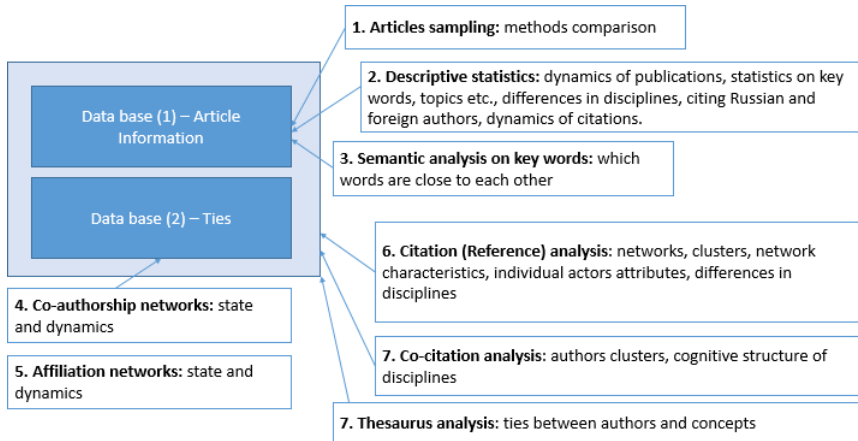 1. Articles sampling: methods comparison
2. Descriptive statistics: dynamics of publications, statistics on key
words, topics etc., differences in disciplines, citing Russian and
foreign authors, dynamics of citations.
Data base (1) – Article
Information
3. Semantic analysis on key words: which
words are close to each other
Data base (2) – Ties
6. Citation (Reference) analysis: networks, clusters, network
characteristics, individual actors attributes, differences in
disciplines
4. Co-authorship networks: state
and dynamics
5. Affiliation networks: state and
dynamics
7. Co-citation analysis: authors clusters, cognitive structure of
disciplines
7. Thesaurus analysis: ties between authors and concepts